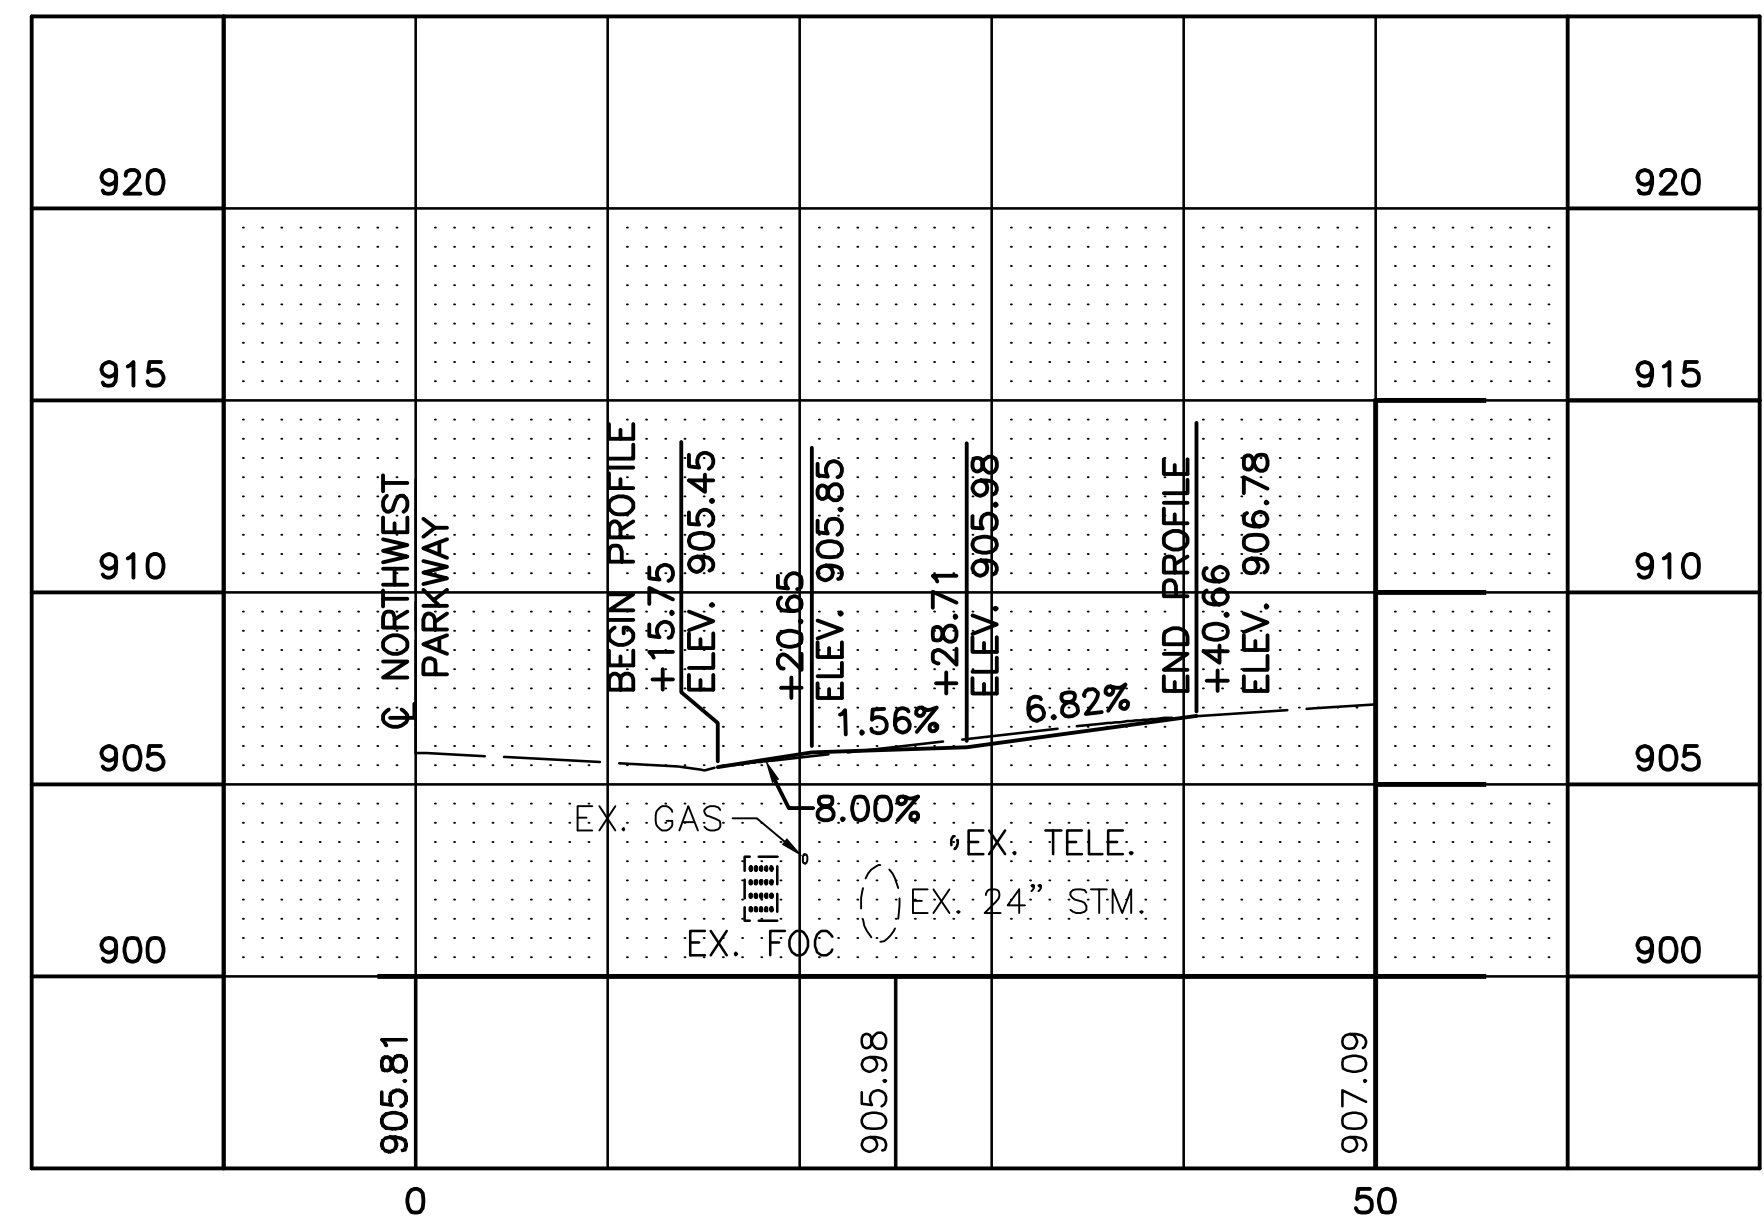 920
920
915
915
910
910
905
905
900
900
℄ NORTHWEST
PARKWAY
BEGIN PROFILE
+15.75
ELEV. 905.45
+20.65
ELEV. 905.85
+28.71
ELEV. 905.98
END PROFILE
+40.66
ELEV. 906.78
1.56%
6.82%
8.00%
EX. GAS
EX. TELE.
EX. 24" STM.
EX. FOC
905.81
905.98
907.09
0
50